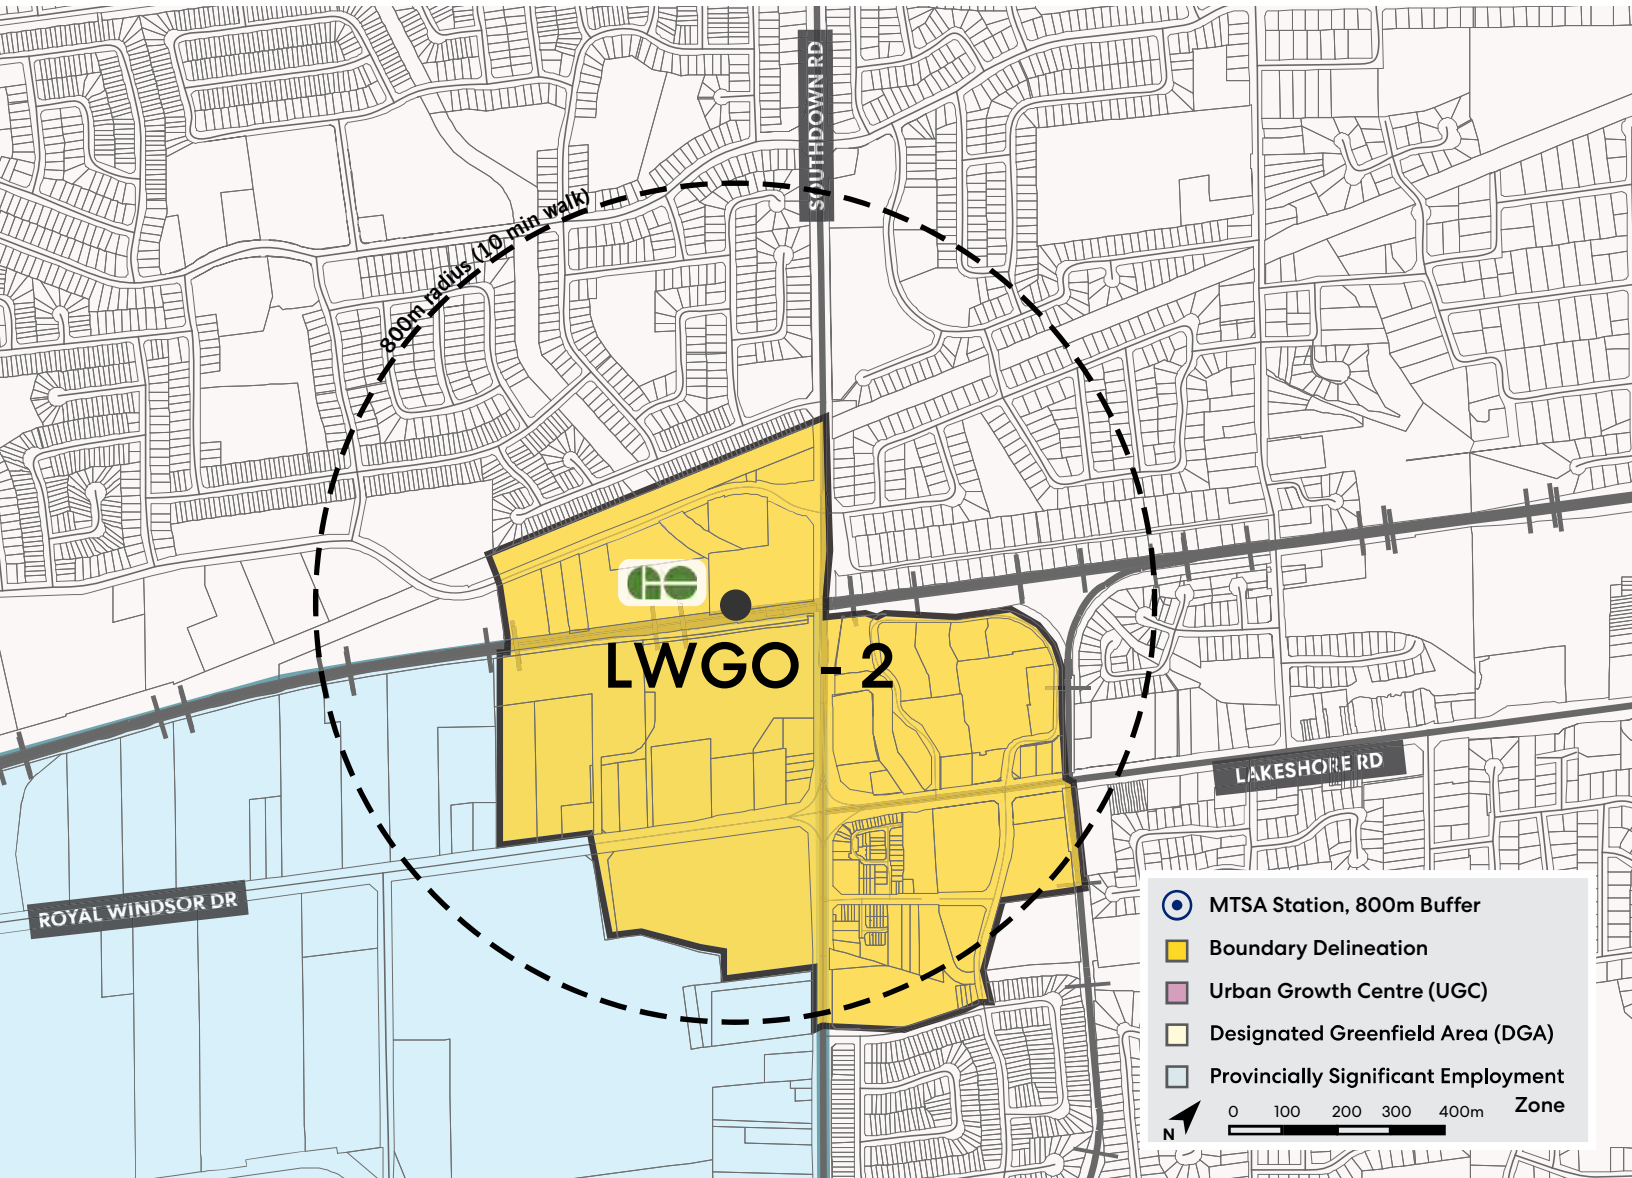 SOUTHDOWN RD
800m radius (10 min walk)
GO
LWGO - 2
LAKESHORE RD
ROYAL WINDSOR DR
MTSA Station, 800m Buffer
Boundary Delineation
Urban Growth Centre (UGC)
Designated Greenfield Area (DGA)
Provincially Significant Employment
Zone
N
0 100 200 300 400m